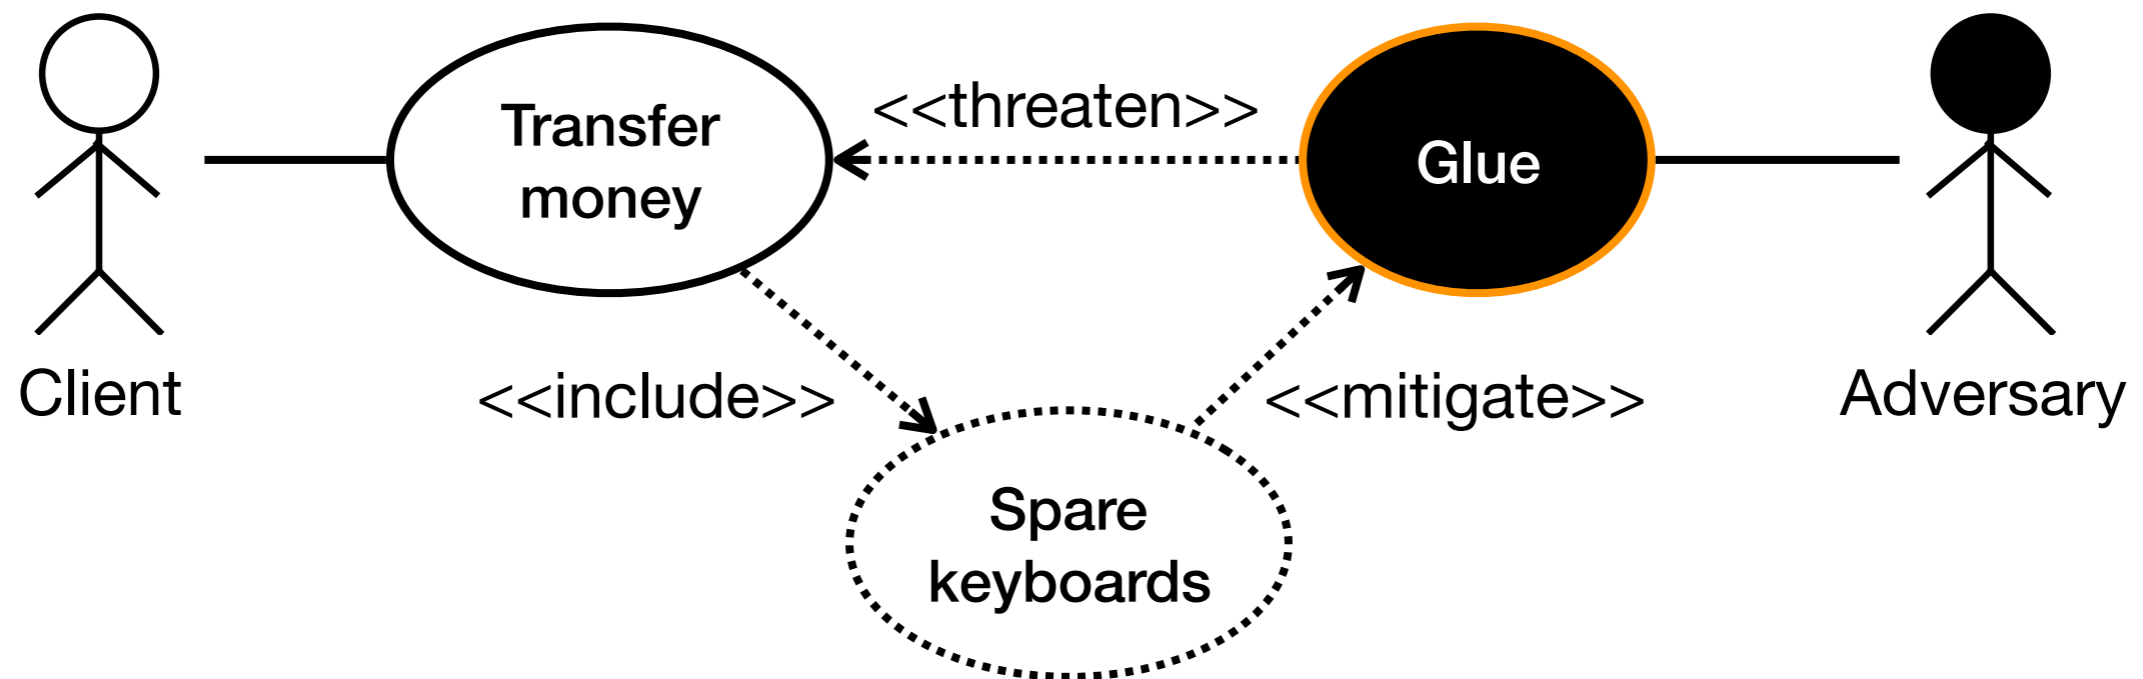 Transfer
money
<<threaten>>
Glue
Client
<<include>>
<<mitigate>>
Adversary
Spare
keyboards